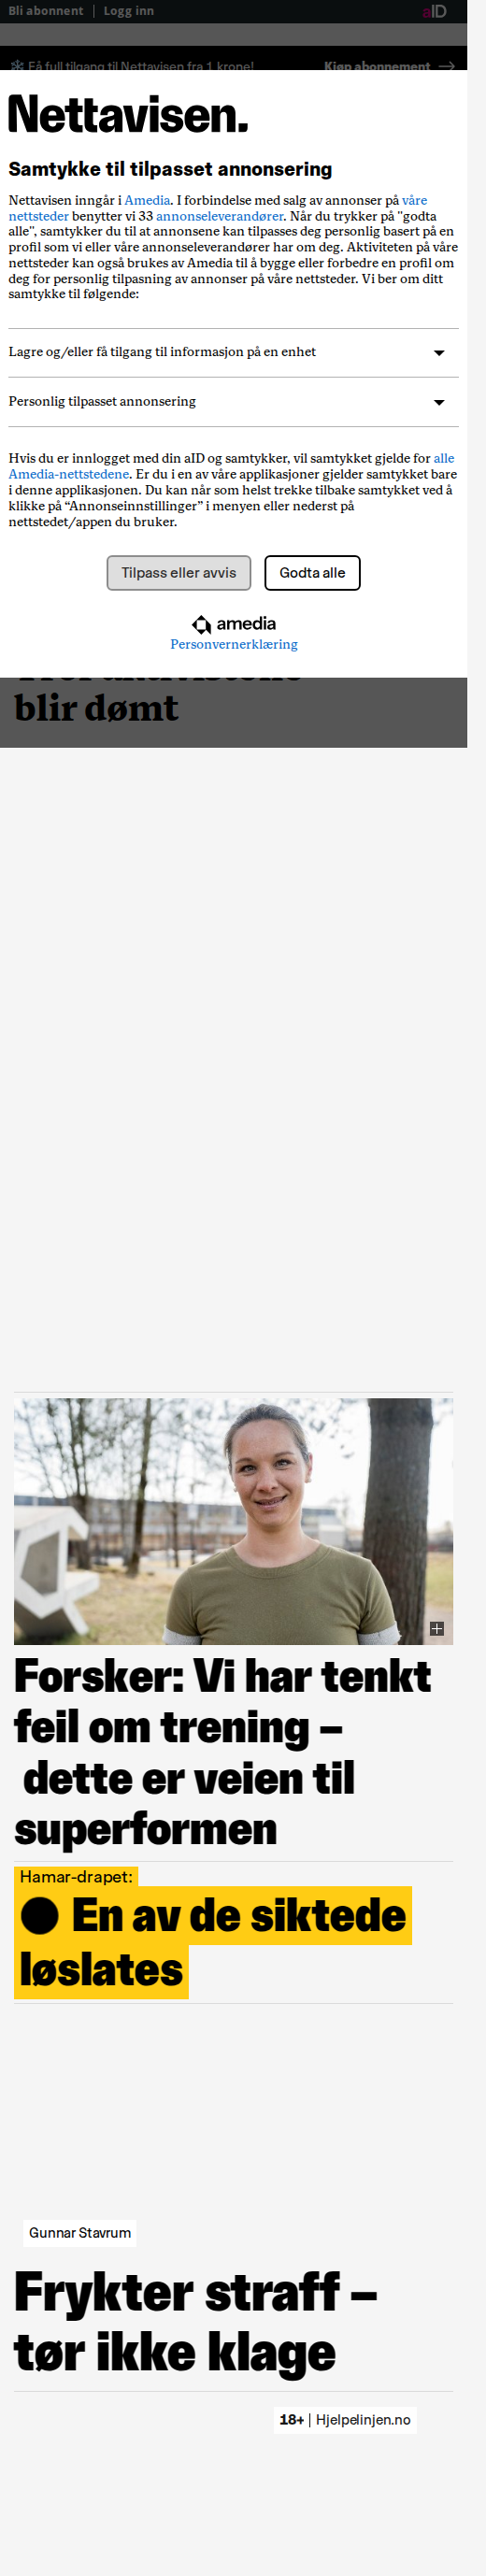 Bli abonnent | Logg inn
aID
Få full tilgang til Nettavisen fra 1 krone!
Kjøp abonnement
Nettavisen.
Samtykke til tilpasset annonsering
Nettavisen inngår i Amedia. I forbindelse med salg av annonser på våre
nettsteder benytter vi 33 annonseleverandører. Når du trykker på "godta
alle", samtykker du til at annonsene kan tilpasses deg personlig basert på en
profil som vi eller våre annonseleverandører har om deg. Aktiviteten på våre
nettsteder kan også brukes av Amedia til å bygge eller forbedre en profil om
deg for personlig tilpasning av annonser på våre nettsteder. Vi ber om ditt
samtykke til følgende:
Lagre og/eller få tilgang til informasjon på en enhet
Personlig tilpasset annonsering
Hvis du er innlogget med din aID og samtykker, vil samtykket gjelde for alle
Amedia-nettstedene. Er du i en av våre applikasjoner gjelder samtykket bare
i denne applikasjonen. Du kan når som helst trekke tilbake samtykket ved å
klikke på “Annonseinnstillinger” i menyen eller nederst på
nettstedet/appen du bruker.
Tilpass eller avvis
Godta alle
amedia
Personvernerklæring
blir dømt
Forsker: Vi har tenkt
feil om trening –
dette er veien til
superformen
Hamar-drapet:
● En av de siktede
løslates
Gunnar Stavrum
Frykter straff –
tør ikke klage
18+ | Hjelpelinjen.no